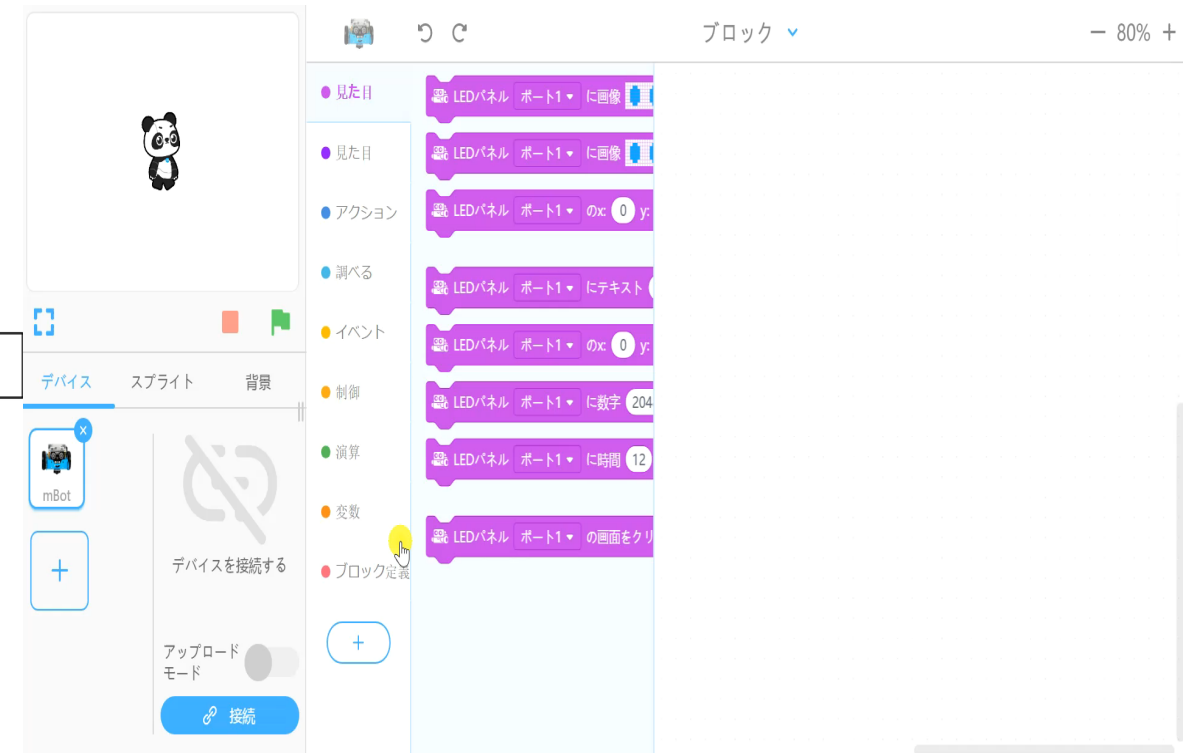 ブロック
80%
見た目
見た目
アクション
調べる
イベント
制御
演算
変数
ブロック定義
LEDパネル ポート1 に画像
LEDパネル ポート1 に画像
LEDパネル ポート1 のx: 0 y:
LEDパネル ポート1 にテキスト
LEDパネル ポート1 のx: 0 y:
LEDパネル ポート1 に数字 204
LEDパネル ポート1 に時間 12
LEDパネル ポート1 の画面をクリ
デバイス スプライト 背景
mBot
デバイスを接続する
アップロード
モード
接続